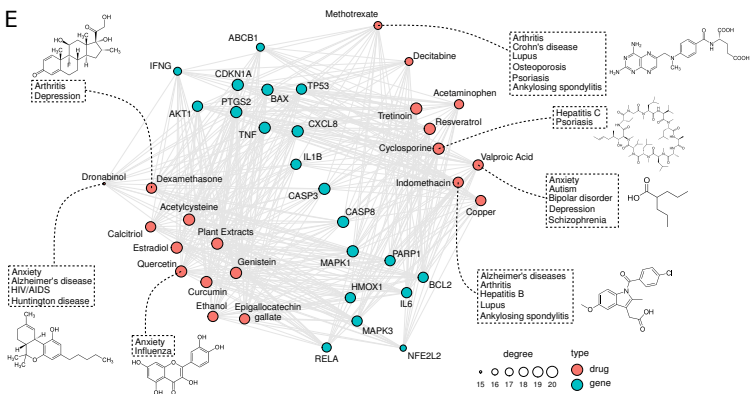 E
Methotrexate
ABCB1
Decitabine
IFNG
CDKN1A
TP53
BAX
PTGS2
AKT1
TNF
CXCL8
Acetaminophen
Tretinoin
Resveratrol
Cyclosporine
IL1B
Valproic Acid
Indomethacin
Dronabinol
Dexamethasone
CASP3
Copper
Acetylcysteine
CASP8
Calcitriol
Plant Extracts
Estradiol
MAPK1
PARP1
Quercetin
Genistein
BCL2
Curcumin
HMOX1
IL6
Ethanol
Epigallocatechin
gallate
MAPK3
RELA
NFE2L2
Arthritis
Depression
Arthritis
Crohn's disease
Lupus
Osteoporosis
Psoriasis
Ankylosing spondylitis
Hepatitis C
Psoriasis
Anxiety
Autism
Bipolar disorder
Depression
Schizophrenia
Alzheimer's diseases
Arthritis
Hepatitis B
Lupus
Ankylosing spondylitis
Anxiety
Alzheimer's disease
HIV/AIDS
Huntington disease
Anxiety
Influenza
degree
15 16 17 18 19 20
type
drug
gene